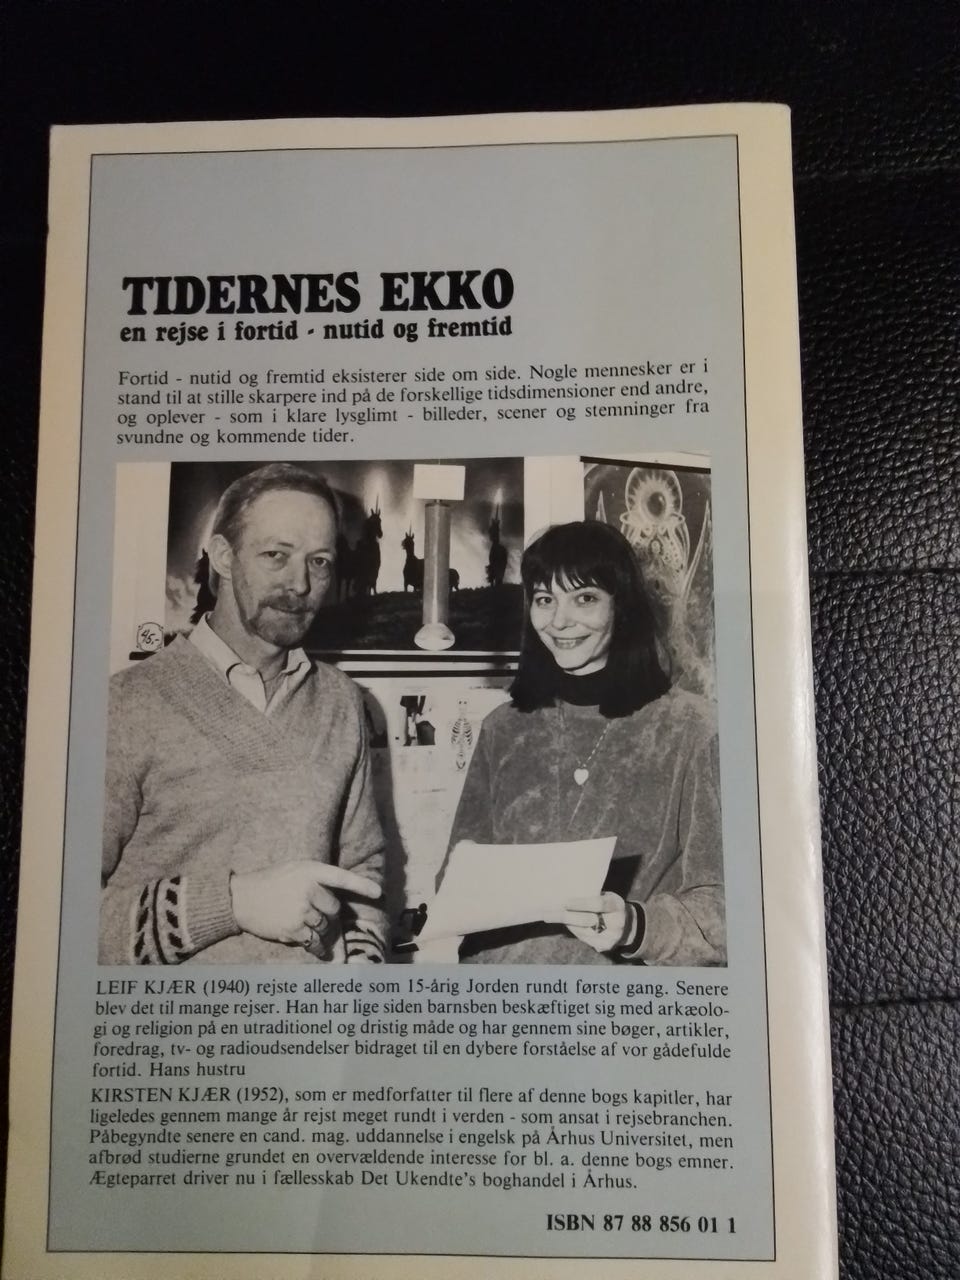 TIDERNES EKKO
en rejse i fortid - nutid og fremtid
Fortid - nutid og fremtid eksisterer side om side. Nogle mennesker er i
stand til at stille skarpere ind på de forskellige tidsdimensioner end andre,
og oplever - som i klare lysglimt - billeder, scener og stemninger fra
svundne og kommende tider.
45,-
LEIF KJÆR (1940) rejste allerede som 15-årig Jorden rundt første gang. Senere
blev det til mange rejser. Han har lige siden barnsben beskæftiget sig med arkæolo-
gi og religion på en utraditionel og dristig måde og har gennem sine bøger, artikler,
foredrag, tv- og radioudsendelser bidraget til en dybere forståelse af vor gådefulde
fortid. Hans hustru
KIRSTEN KJÆR (1952), som er medforfatter til flere af denne bogs kapitler, har
ligeledes gennem mange år rejst meget rundt i verden - som ansat i rejsebranchen.
Påbegyndte senere en cand. mag. uddannelse i engelsk på Århus Universitet, men
afbrød studierne grundet en overvældende interesse for bl. a. denne bogs emner.
Ægteparret driver nu i fællesskab Det Ukendte's boghandel i Århus.
ISBN 87 88 856 01 1